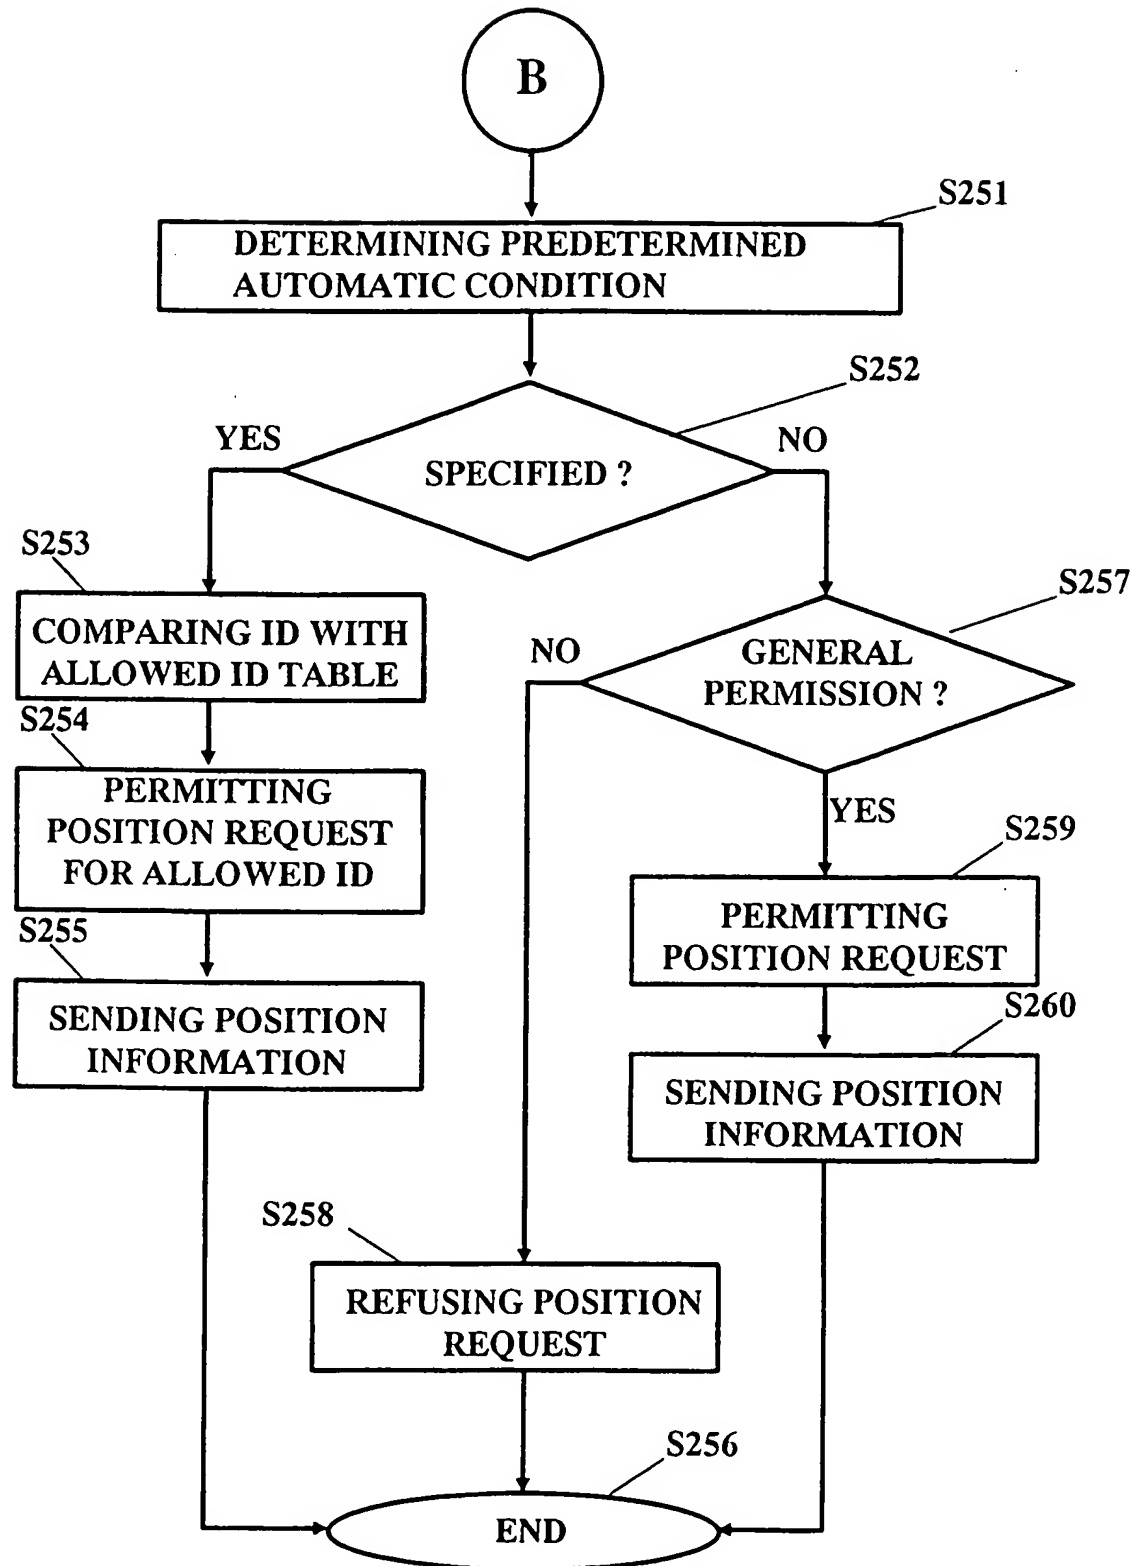 B
S251
DETERMINING PREDETERMINED
AUTOMATIC CONDITION
S252
YES
NO
SPECIFIED ?
S253
COMPARING ID WITH
ALLOWED ID TABLE
S257
NO
GENERAL
PERMISSION ?
S254
PERMITTING
POSITION REQUEST
FOR ALLOWED ID
YES
S259
PERMITTING
POSITION REQUEST
S255
SENDING POSITION
INFORMATION
S260
SENDING POSITION
INFORMATION
S258
REFUSING POSITION
REQUEST
S256
END